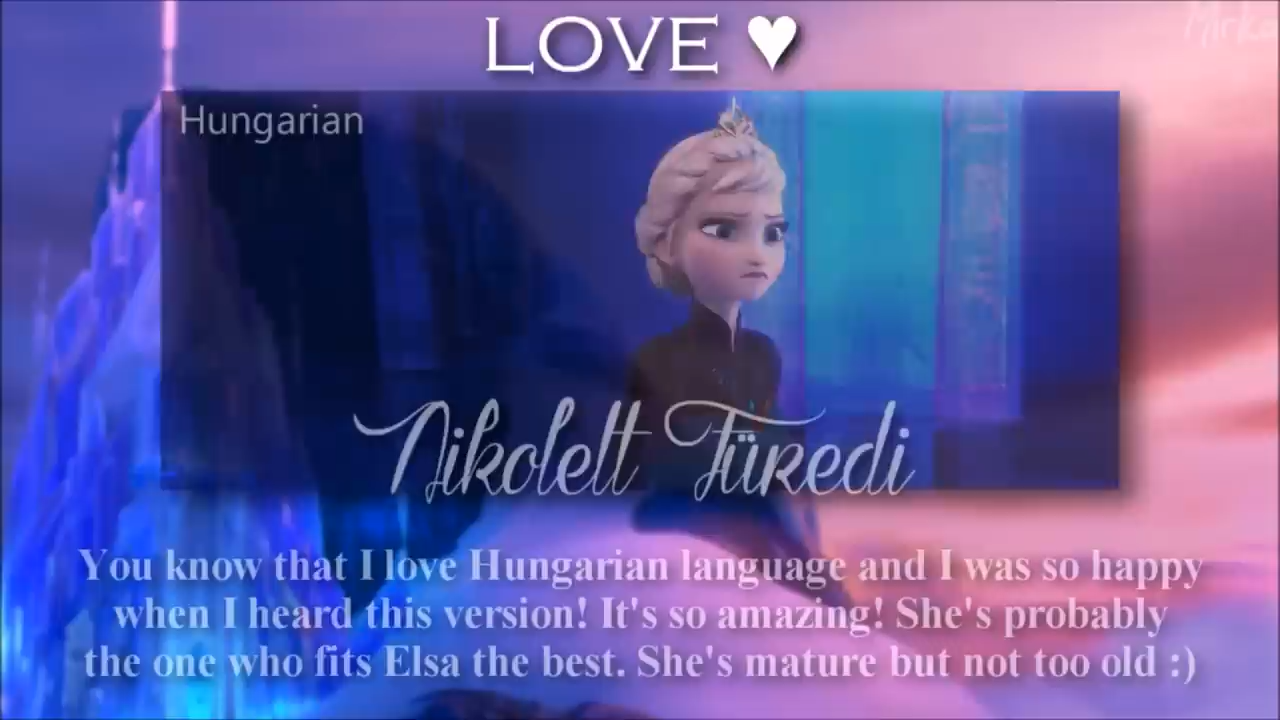 LOVE ♥
Hungarian
Nikolett Füredi
You know that I love Hungarian language and I was so happy
when I heard this version! It's so amazing! She's probably
the one who fits Elsa the best. She's mature but not too old :)